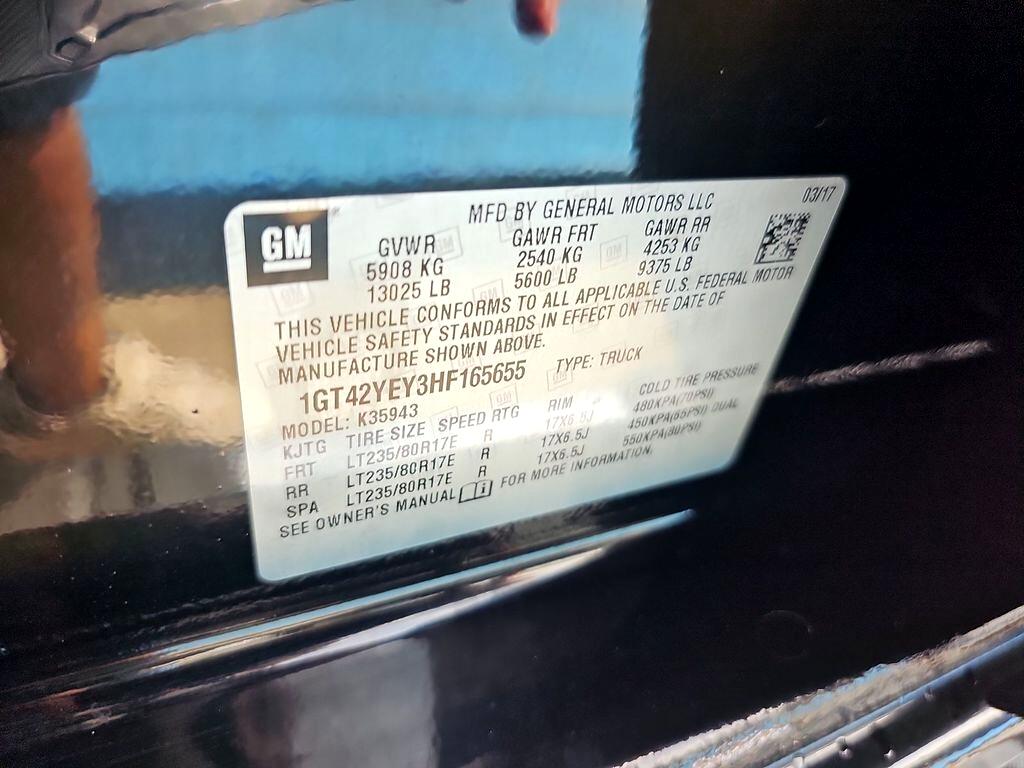 GM
MFD BY GENERAL MOTORS LLC 03/17
GVWR GAWR FRT GAWR RR
5908 KG 2540 KG 4253 KG
13025 LB 5600 LB 9375 LB
THIS VEHICLE CONFORMS TO ALL APPLICABLE U.S. FEDERAL MOTOR
VEHICLE SAFETY STANDARDS IN EFFECT ON THE DATE OF
MANUFACTURE SHOWN ABOVE.
1GT42YEY3HF165655 TYPE: TRUCK
MODEL: K35943
KJTG TIRE SIZE SPEED RTG RIM COLD TIRE PRESSURE
FRT LT235/80R17E R 17X6.5J 480KPA(70PSI)
RR LT235/80R17E R 17X6.5J 450KPA(65PSI) DUAL
SPA LT235/80R17E R 17X6.5J 550KPA(80PSI)
SEE OWNER'S MANUAL FOR MORE INFORMATION.